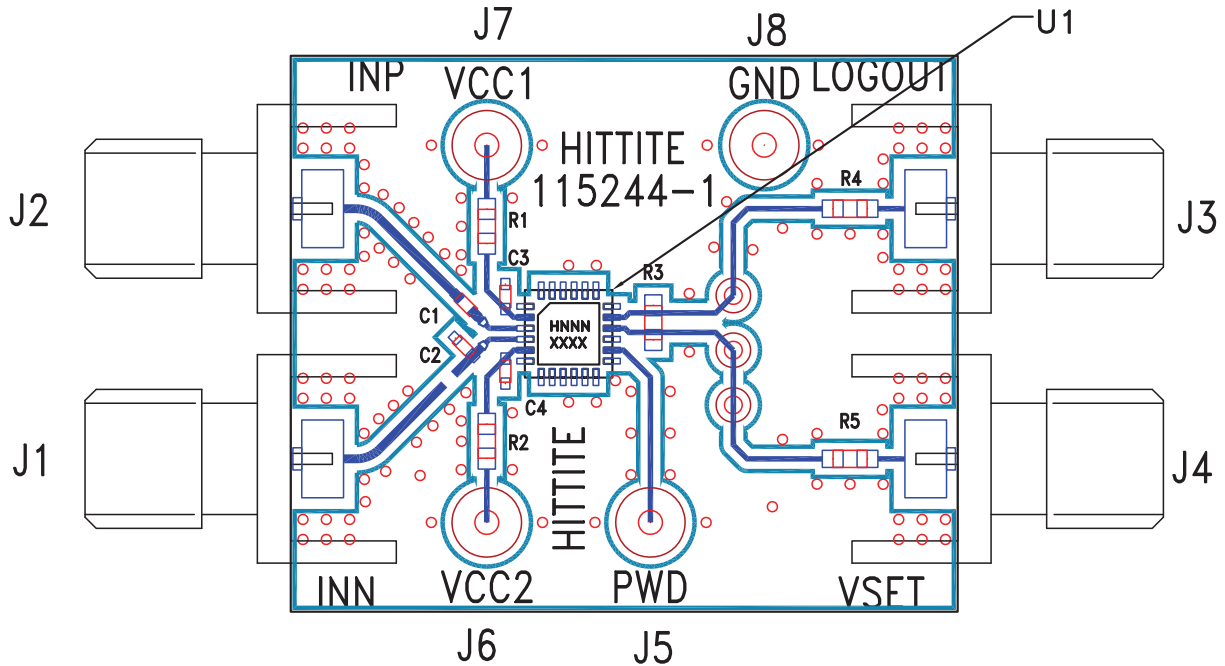 J7
J8
U1
INP
VCC1
GND
LOGOUT
HITTITE
115244-1
R4
J2
R1
J3
C3
R3
C1
HNNN
XXXX
C2
C4
R2
R5
HITTITE
J1
J4
INN
VCC2
PWD
VSET
J6
J5